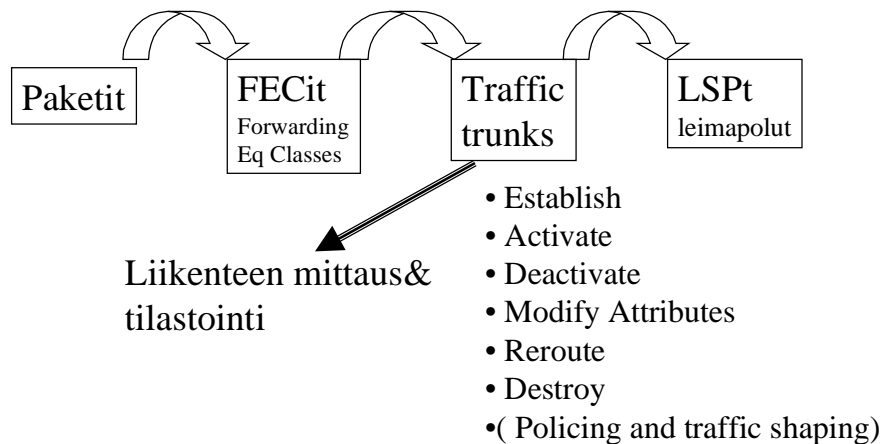 Paketit
FECit
Forwarding
Eq Classes
Traffic
trunks
LSPt
leimapolut
Liikenteen mittaus&
tilastointi
• Establish
• Activate
• Deactivate
• Modify Attributes
• Reroute
• Destroy
•( Policing and traffic shaping)